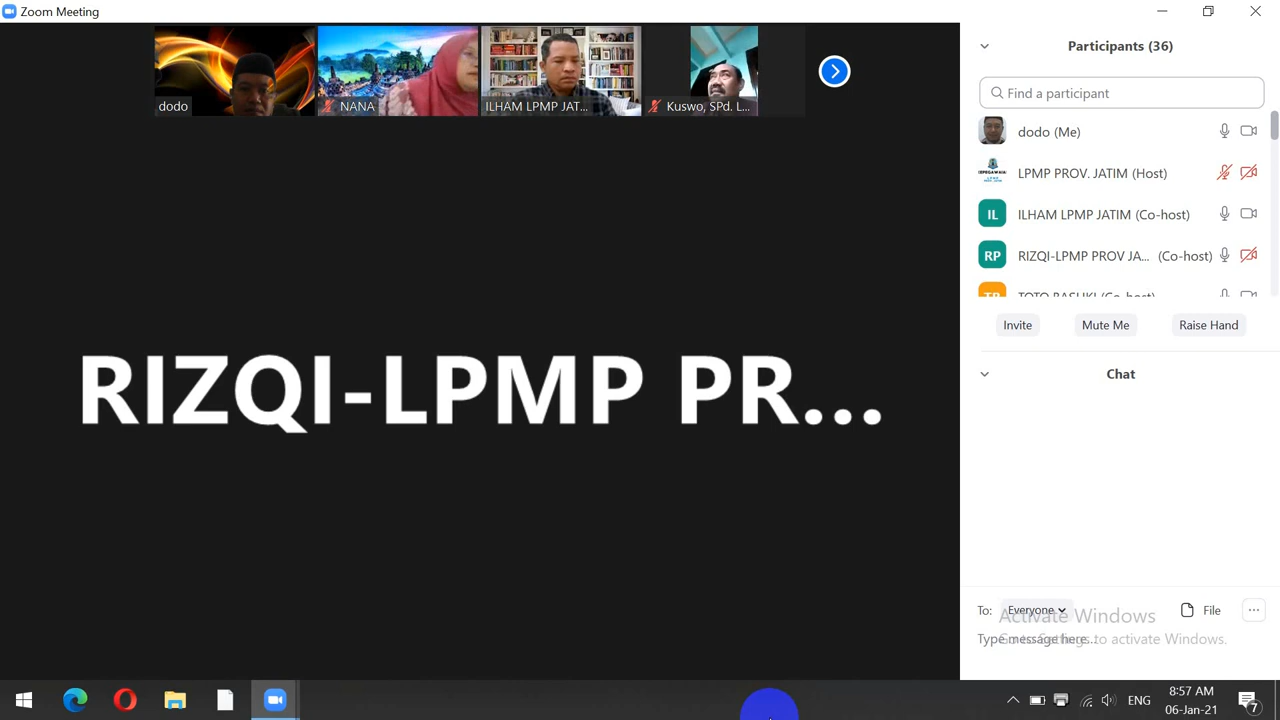 Zoom Meeting
dodo
NANA
ILHAM LPMP JAT...
Kuswo, SPd. L...
RIZQI-LPMP PR...
Participants (36)
Find a participant
dodo (Me)
LPMP PROV. JATIM (Host)
IL
ILHAM LPMP JATIM (Co-host)
RP
RIZQI-LPMP PROV JA... (Co-host)
Invite
Mute Me
Raise Hand
Chat
To: Everyone
File
Type message here...
Activate Windows
Go to Settings to activate Windows.
ENG
8:57 AM
06-Jan-21
7